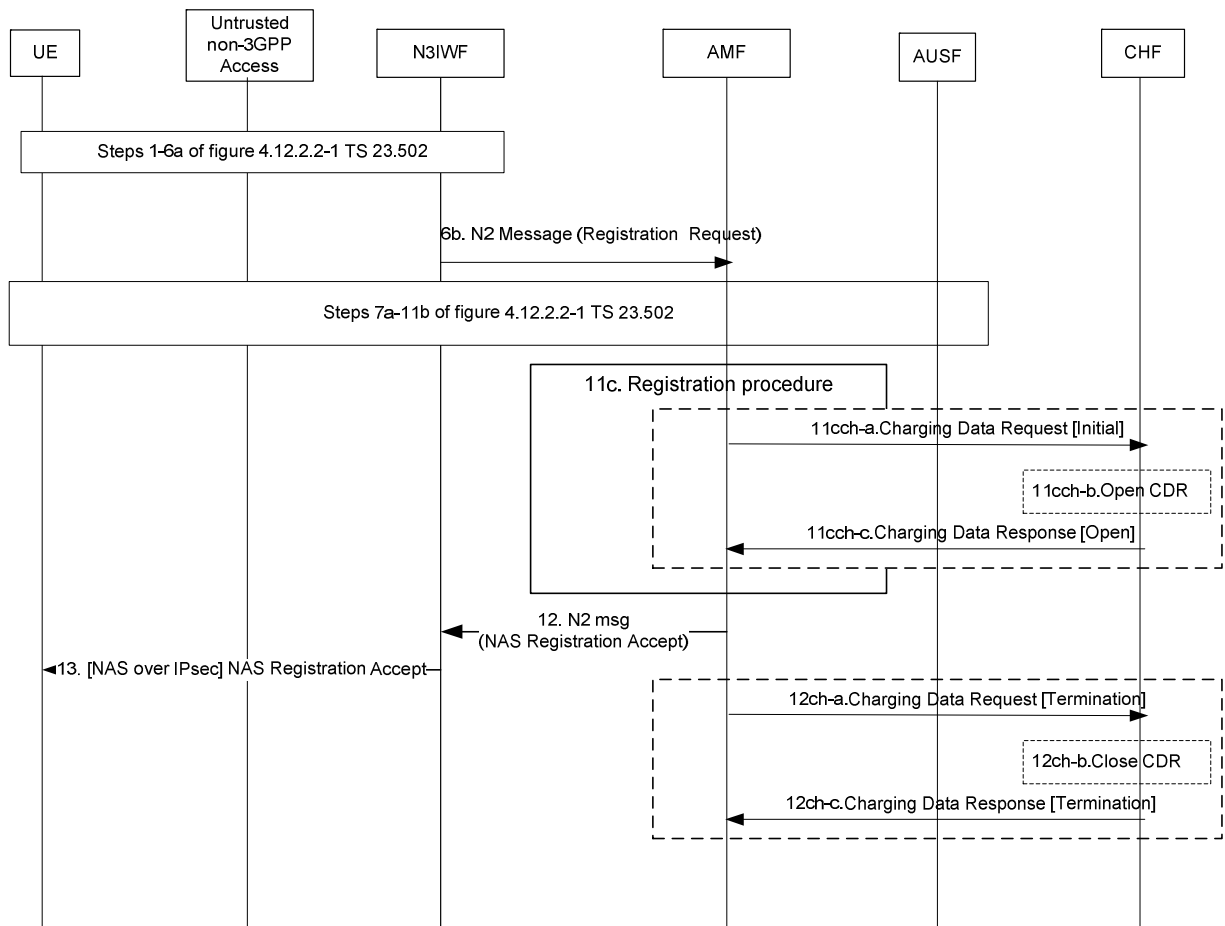 UE
Untrusted
non-3GPP
Access
N3IWF
AMF
AUSF
CHF
Steps 1-6a of figure 4.12.2.2-1 TS 23.502
6b. N2 Message (Registration Request)
Steps 7a-11b of figure 4.12.2.2-1 TS 23.502
11c. Registration procedure
11cch-a.Charging Data Request [Initial]
11cch-b.Open CDR
11cch-c.Charging Data Response [Open]
12. N2 msg
(NAS Registration Accept)
13. [NAS over IPsec] NAS Registration Accept
12ch-a.Charging Data Request [Termination]
12ch-b.Close CDR
12ch-c.Charging Data Response [Termination]